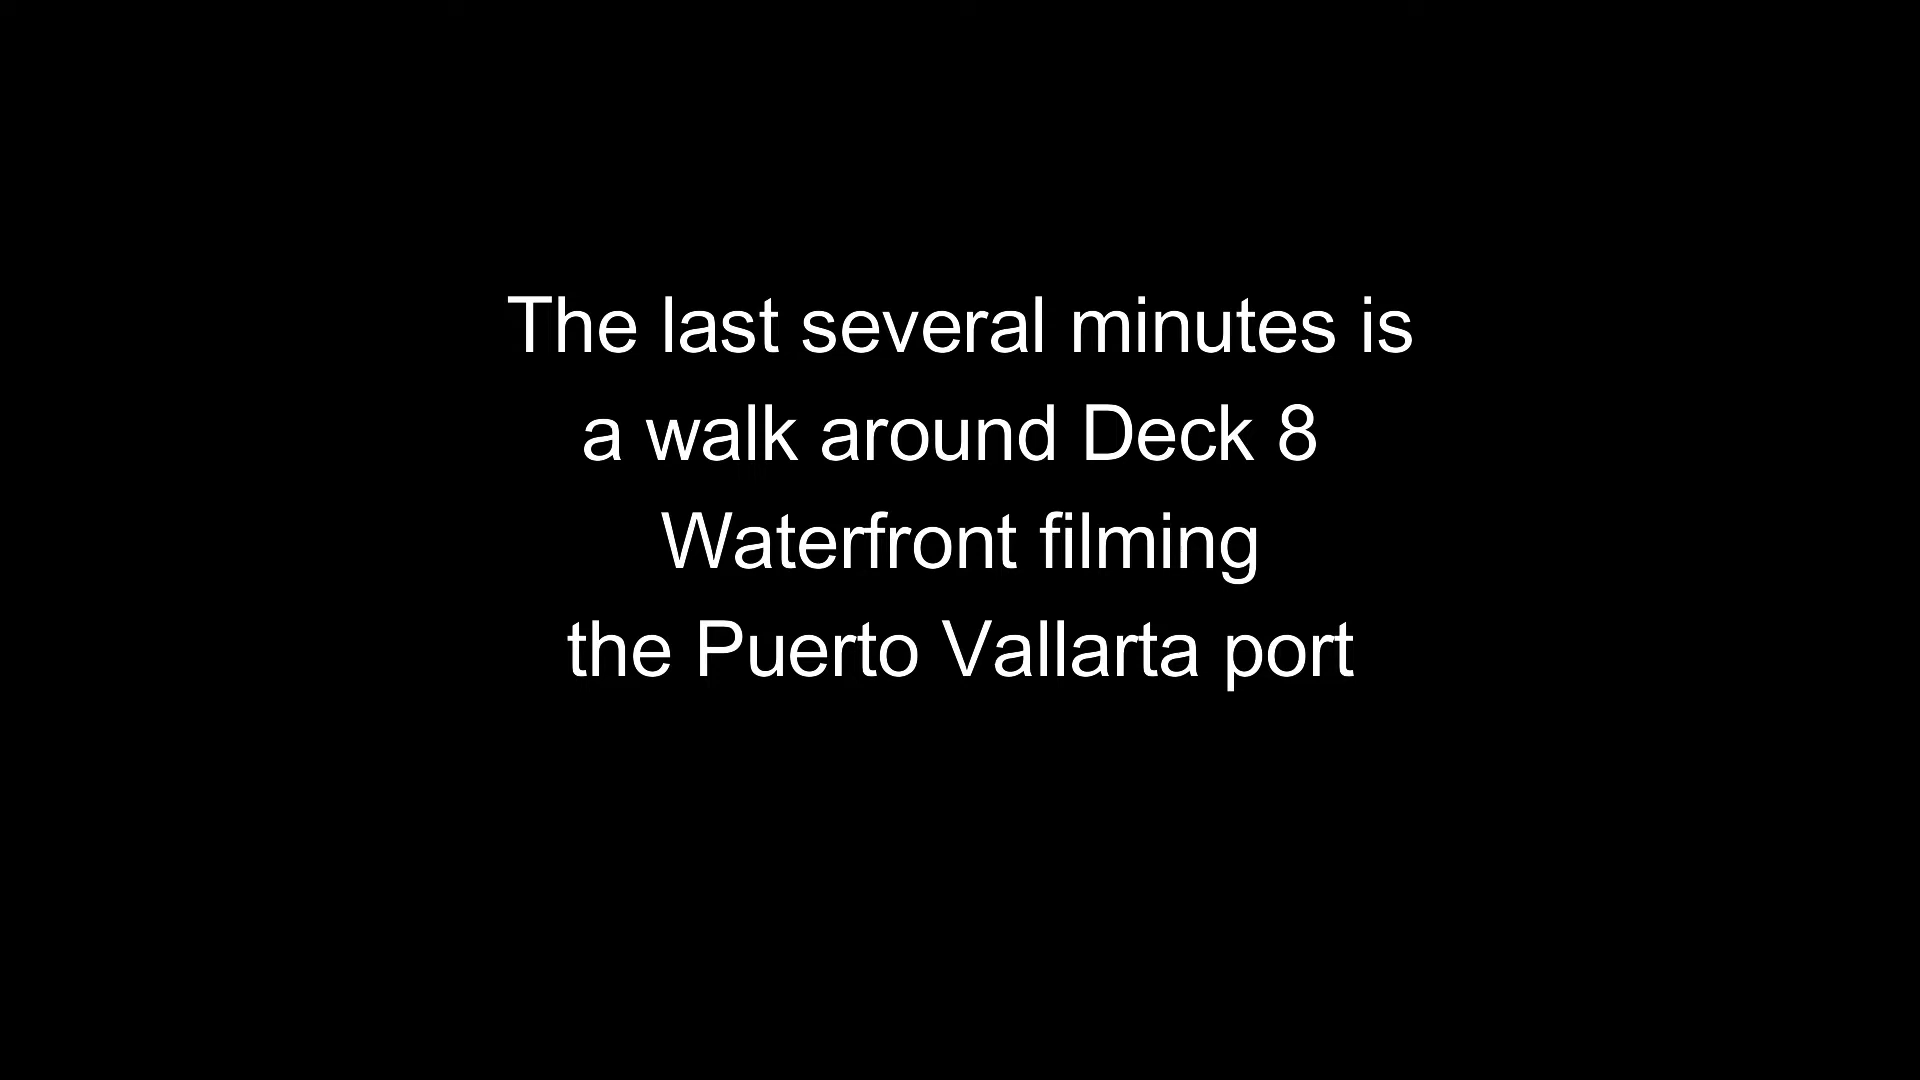 The last several minutes is
a walk around Deck 8
Waterfront filming
the Puerto Vallarta port